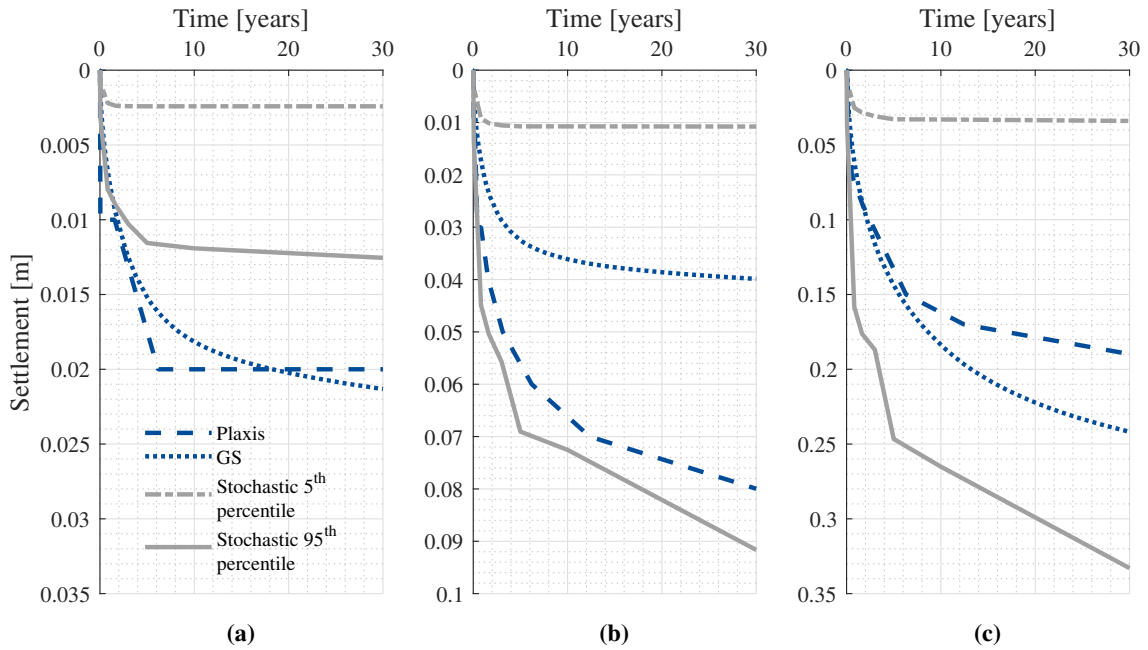 Time [years]
Time [years]
Time [years]
0 10 20 30
0 10 20 30
0 10 20 30
Settlement [m]
0
0.005
0.01
0.015
0.02
0.025
0.03
0.035
Plaxis
GS
Stochastic 5th
percentile
Stochastic 95th
percentile
(a)
0
0.01
0.02
0.03
0.04
0.05
0.06
0.07
0.08
0.09
0.1
(b)
0
0.05
0.1
0.15
0.2
0.25
0.3
0.35
(c)